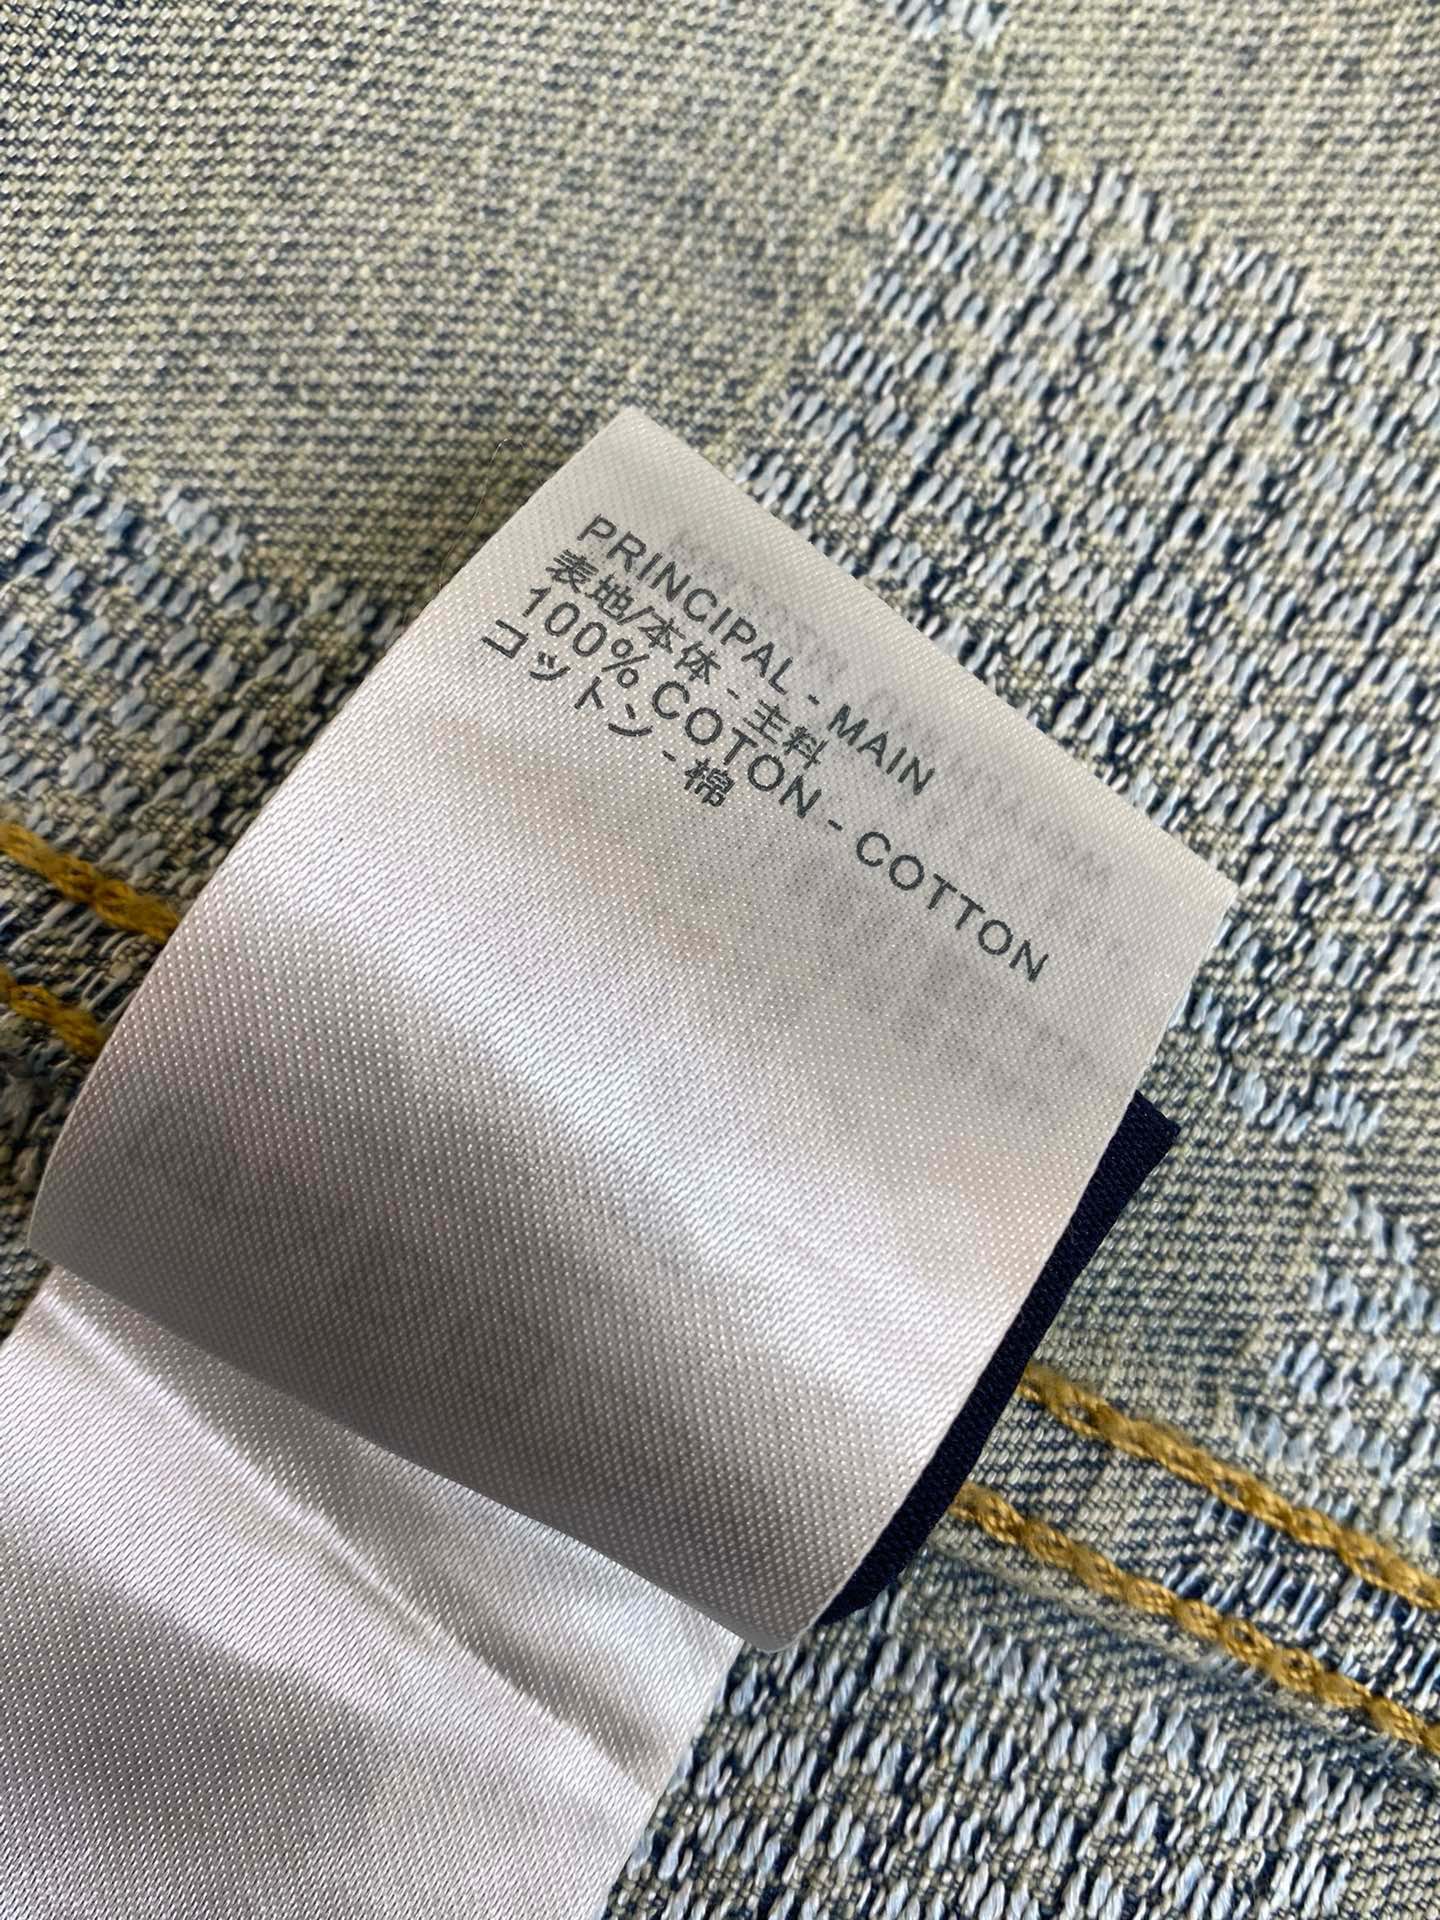 PRINCIPAL - MAIN
表地/本体 - 主料
100% COTON - COTTON
コットン - 棉